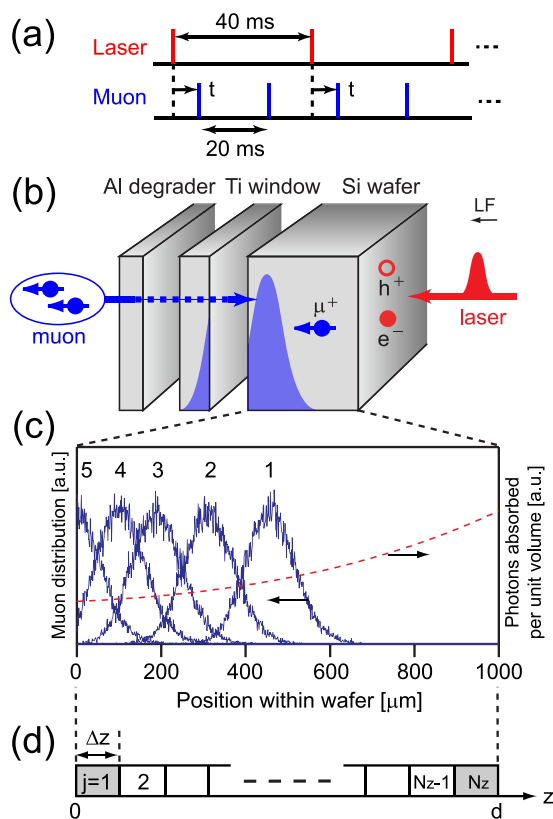 (a)
40 ms
Laser
...
Muon
t
t
...
20 ms
(b)
Al degrader
Ti window
Si wafer
LF
h+
μ+
e−
muon
laser
(c)
Muon distribution [a.u.]
5
4
3
2
1
Photons absorbed
per unit volume [a.u.]
0
200
400
600
800
1000
Position within wafer [μm]
(d)
Δz
j=1
2
Nz-1
Nz
z
0
d